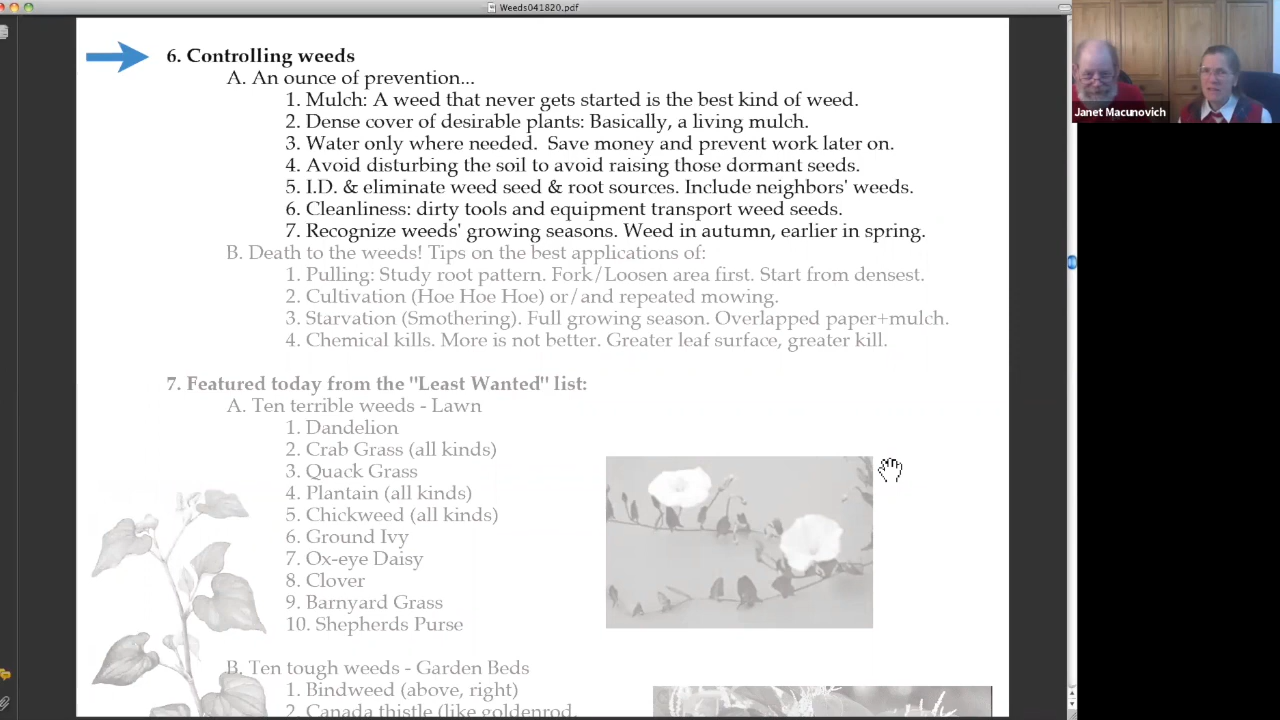 Weeds041820.pdf
6. Controlling weeds
A. An ounce of prevention...
1. Mulch: A weed that never gets started is the best kind of weed.
2. Dense cover of desirable plants: Basically, a living mulch.
3. Water only where needed.  Save money and prevent work later on.
4. Avoid disturbing the soil to avoid raising those dormant seeds.
5. I.D. & eliminate weed seed & root sources. Include neighbors' weeds.
6. Cleanliness: dirty tools and equipment transport weed seeds.
7. Recognize weeds' growing seasons. Weed in autumn, earlier in spring.
B. Death to the weeds! Tips on the best applications of:
1. Pulling: Study root pattern. Fork/Loosen area first. Start from densest.
2. Cultivation (Hoe Hoe Hoe) or/and repeated mowing.
3. Starvation (Smothering). Full growing season. Overlapped paper+mulch.
4. Chemical kills. More is not better. Greater leaf surface, greater kill.
7. Featured today from the "Least Wanted" list:
A. Ten terrible weeds - Lawn
1. Dandelion
2. Crab Grass (all kinds)
3. Quack Grass
4. Plantain (all kinds)
5. Chickweed (all kinds)
6. Ground Ivy
7. Ox-eye Daisy
8. Clover
9. Barnyard Grass
10. Shepherds Purse
B. Ten tough weeds - Garden Beds
1. Bindweed (above, right)
2. Canada thistle (like goldenrod,
Janet Macunovich